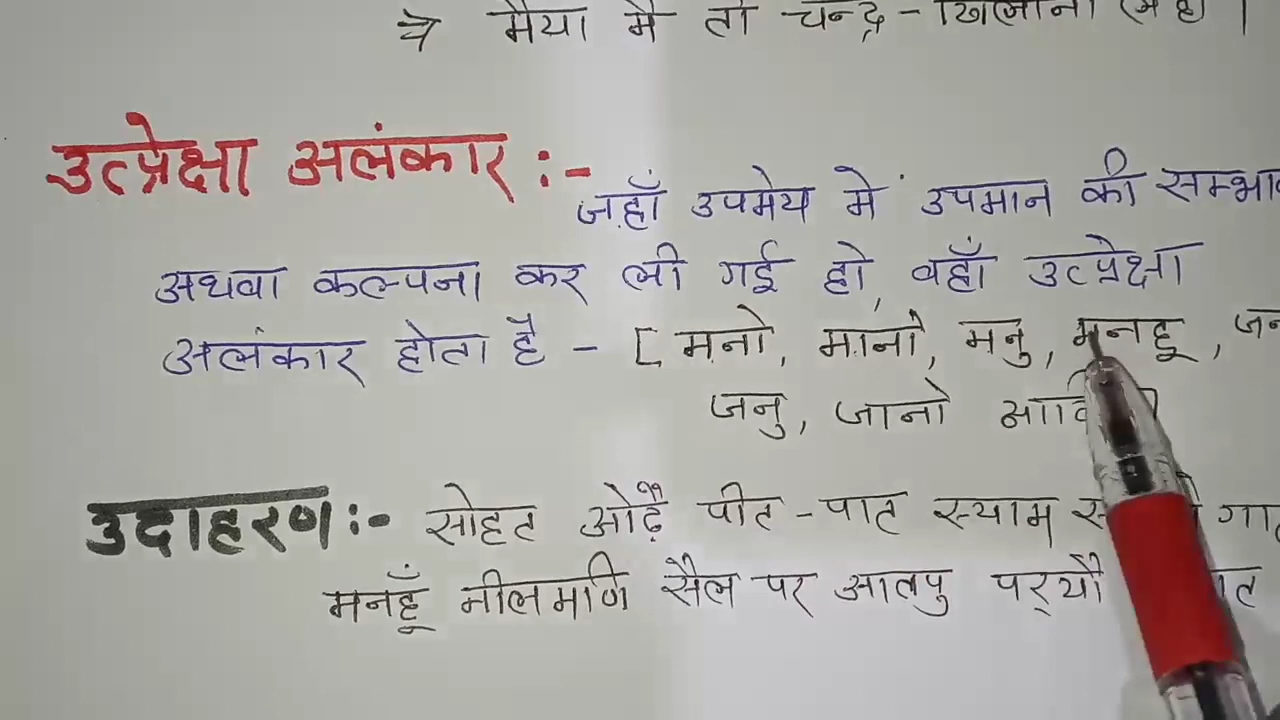 ⇒ मैया मैं तो चन्द्र-खिलौना लैहों ।
उत्प्रेक्षा अलंकार :-
जहाँ उपमेय में उपमान की
अथवा कल्पना कर ली गई हो, वहाँ उत्प्रेक्षा
अलंकार होता है - [ मनो, मानो, मनु, मनहू,
जनु, जानो
उदाहरण:- सोहत ओढ़ै पीत-पात स्याम
मनहूँ नीलमणि सैल पर आतपु पर्‌यौ